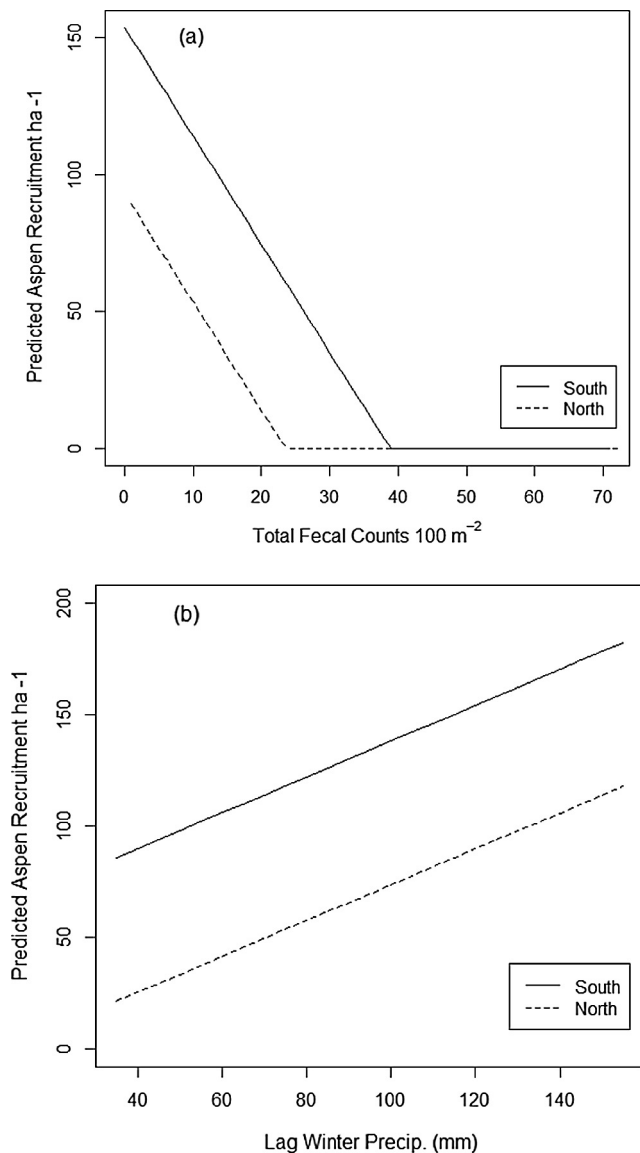 (a)
Predicted Aspen Recruitment ha -1
150
100
50
0
South
North
0 10 20 30 40 50 60 70
Total Fecal Counts 100 m⁻²
(b)
Predicted Aspen Recruitment ha -1
200
150
100
50
0
South
North
40 60 80 100 120 140
Lag Winter Precip. (mm)